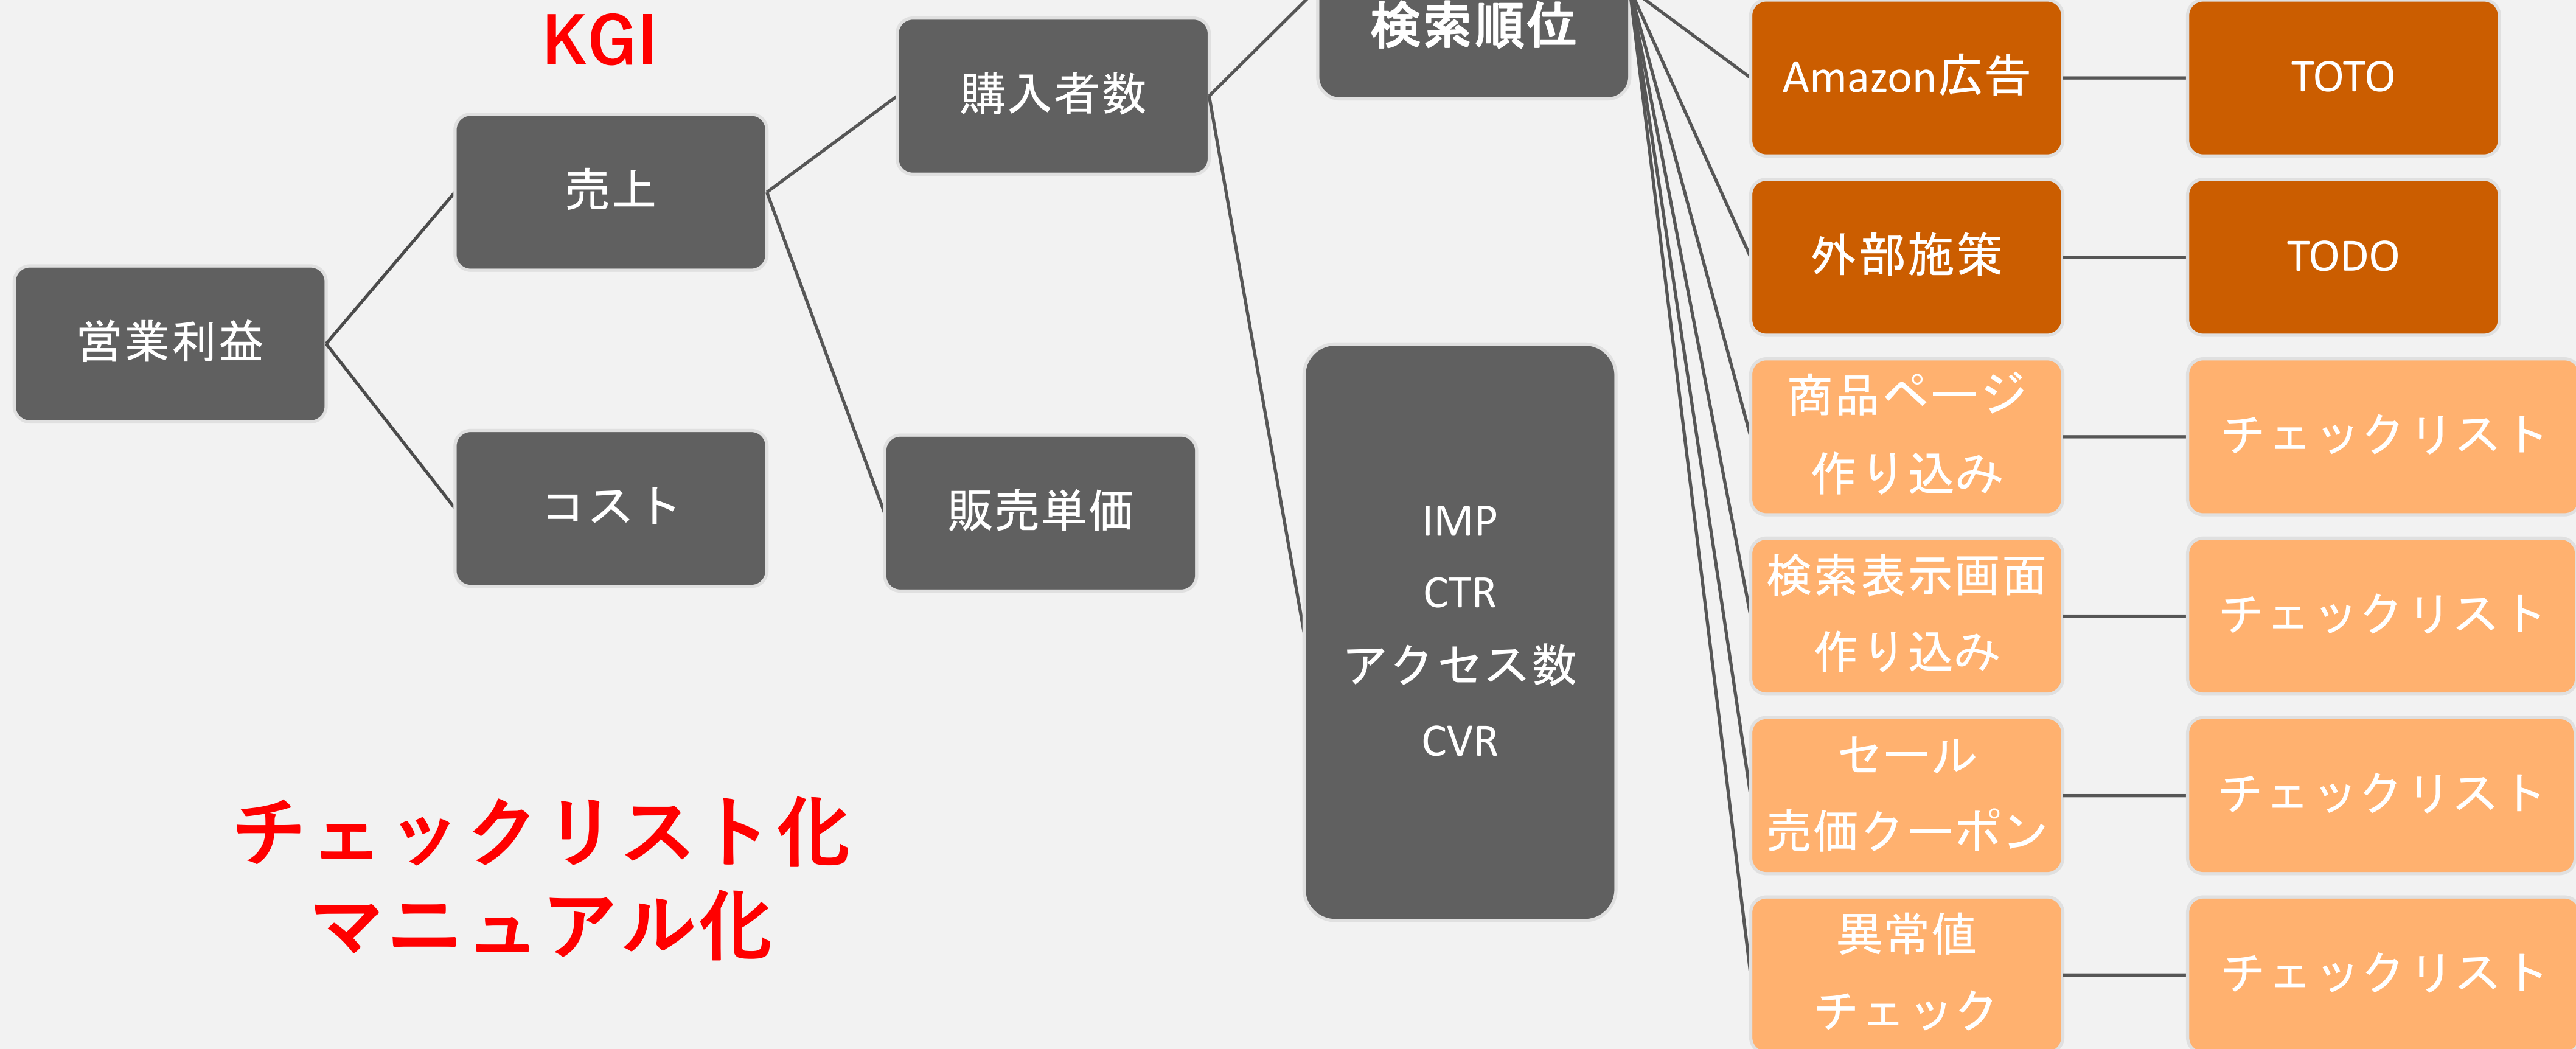 KGI
検索順位
購入者数
Amazon広告
TOTO
売上
外部施策
TODO
営業利益
商品ページ
作り込み
チェックリスト
コスト
販売単価
IMP
CTR
アクセス数
CVR
検索表示画面
作り込み
チェックリスト
セール
売価クーポン
チェックリスト
チェックリスト化
マニュアル化
異常値
チェック
チェックリスト